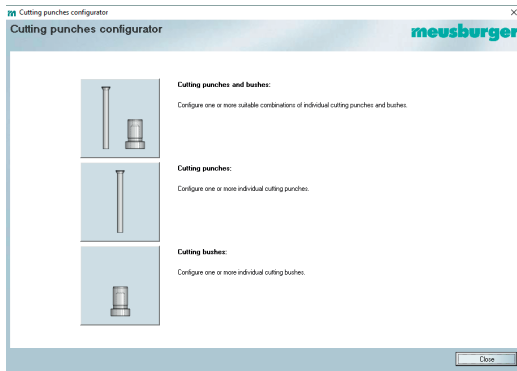 Cutting punches configurator
Cutting punches configurator
meusburger
Cutting punches and bushes:
Configure one or more suitable combinations of individual cutting punches and bushes.
Cutting punches:
Configure one or more individual cutting punches.
Cutting bushes:
Configure one or more individual cutting bushes.
Close